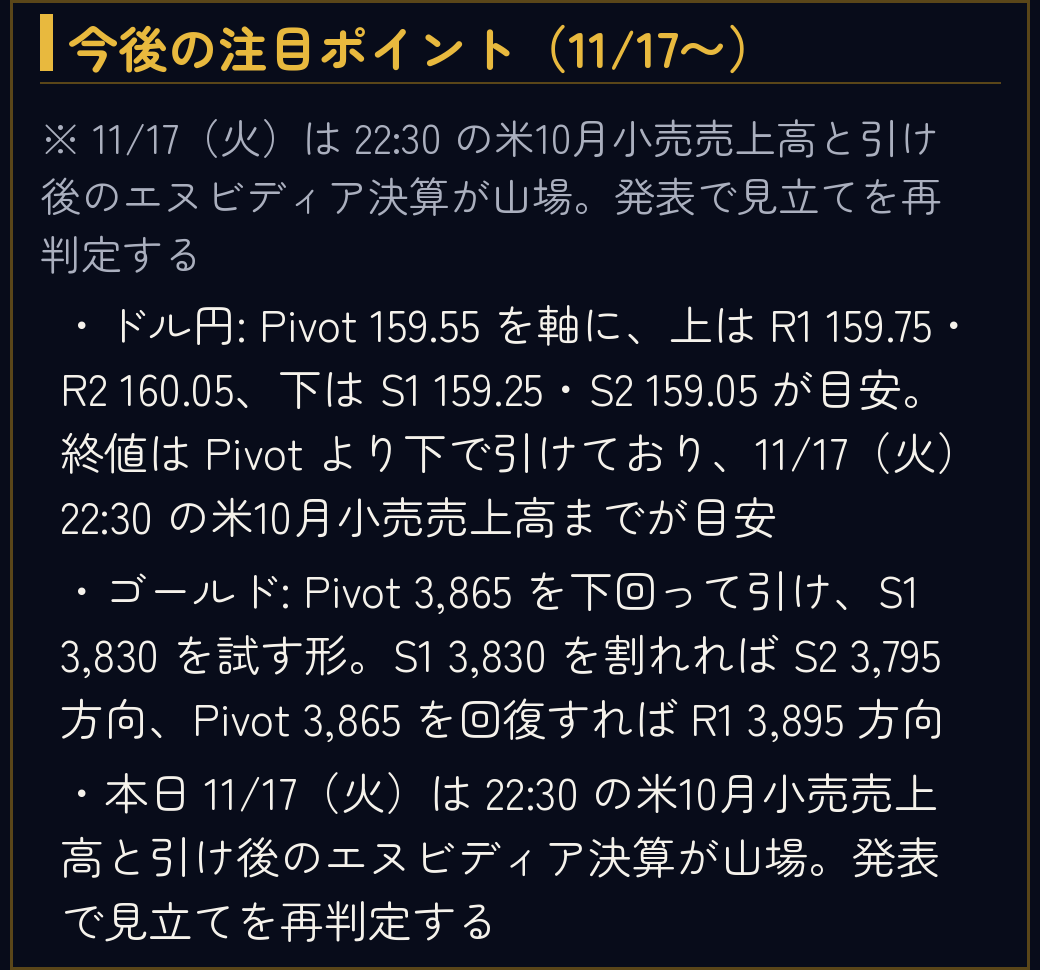 今後の注目ポイント（11/17〜）
※ 11/17（火）は 22:30 の米10月小売売上高と引け
後のエヌビディア決算が山場。発表で見立てを再
判定する
・ドル円: Pivot 159.55 を軸に、上は R1 159.75・
R2 160.05、下は S1 159.25・S2 159.05 が目安。
終値は Pivot より下で引けており、11/17（火）
22:30 の米10月小売売上高までが目安
・ゴールド: Pivot 3,865 を下回って引け、S1
3,830 を試す形。S1 3,830 を割れれば S2 3,795
方向、Pivot 3,865 を回復すれば R1 3,895 方向
・本日 11/17（火）は 22:30 の米10月小売売上
高と引け後のエヌビディア決算が山場。発表
で見立てを再判定する